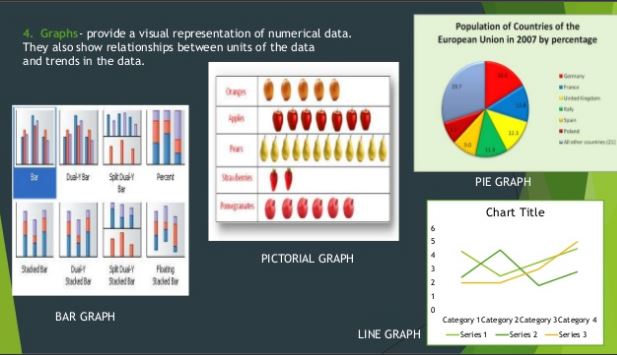 4. Graphs- provide a visual representation of numerical data.
They also show relationships between units of the data
and trends in the data.
Bar
Dual-Y Bar
Split Dual-Y
Bar
Percent
Stacked Bar
Dual-Y
Stacked Bar
Split Dual-Y
Stacked Bar
Floating
Stacked Bar
BAR GRAPH
Oranges
Apples
Pears
Strawberries
Pomegranates
PICTORIAL GRAPH
Population of Countries of the
European Union in 2007 by percentage
29.7
12.3
11.9
9.0
Germany
France
United Kingdom
Italy
Spain
Poland
All other countries (21)
PIE GRAPH
Chart Title
6
5
4
3
2
1
0
Category 1 Category 2 Category 3 Category 4
Series 1 Series 2 Series 3
LINE GRAPH